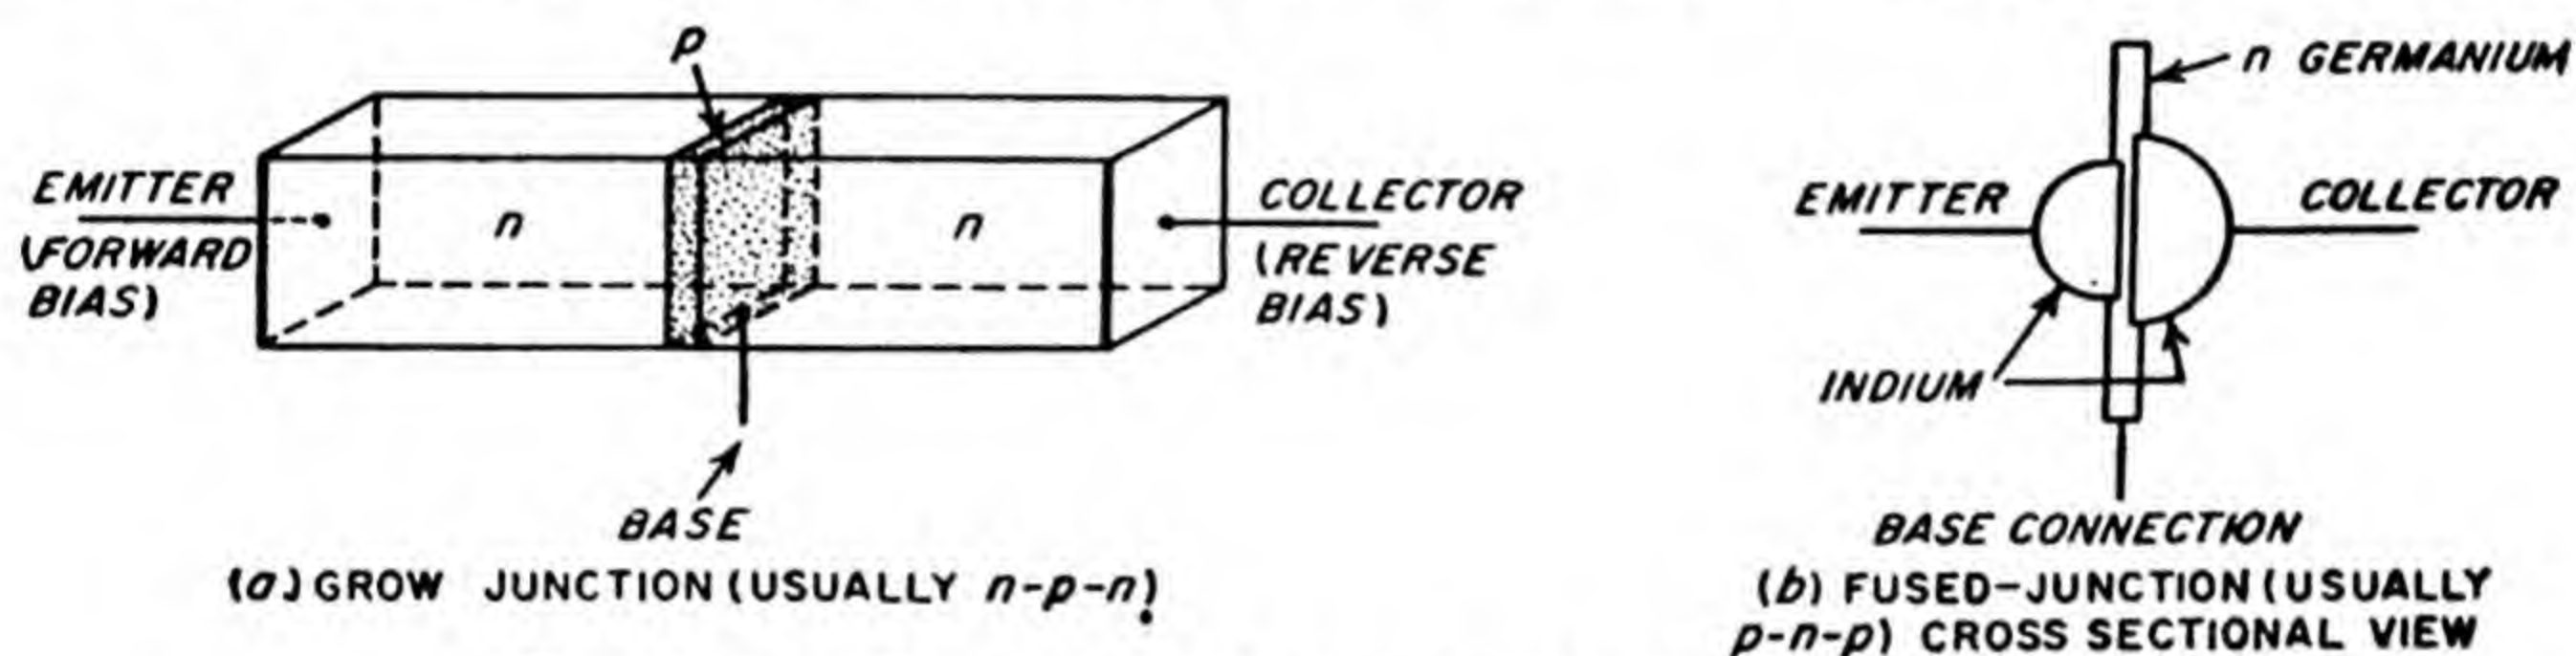 p
EMITTER
(FORWARD
BIAS)
n
n
COLLECTOR
(REVERSE
BIAS)
BASE
(a) GROW JUNCTION (USUALLY n-p-n)
n GERMANIUM
EMITTER
COLLECTOR
INDIUM
BASE CONNECTION
(b) FUSED-JUNCTION (USUALLY
p-n-p) CROSS SECTIONAL VIEW